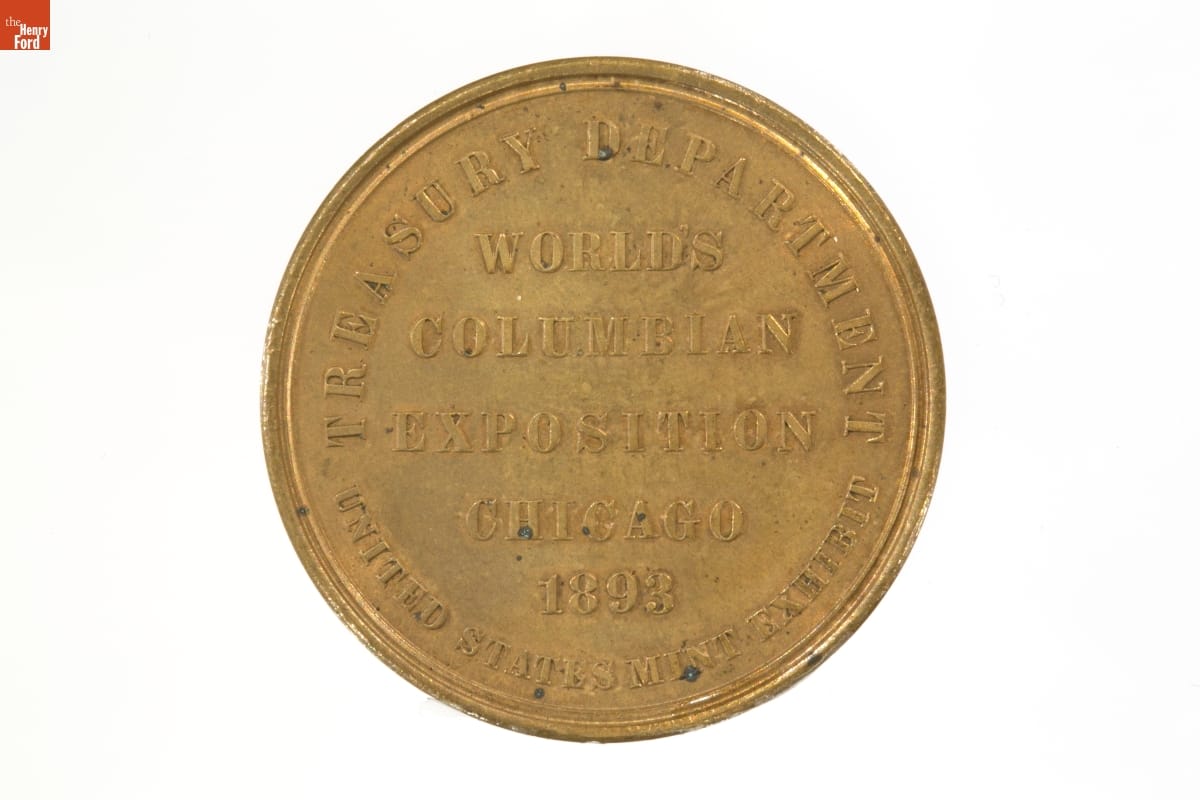 the
Henry
Ford
TREASURY DEPARTMENT
WORLD'S
COLUMBIAN
EXPOSITION
CHICAGO
1893
UNITED STATES MINT EXHIBIT